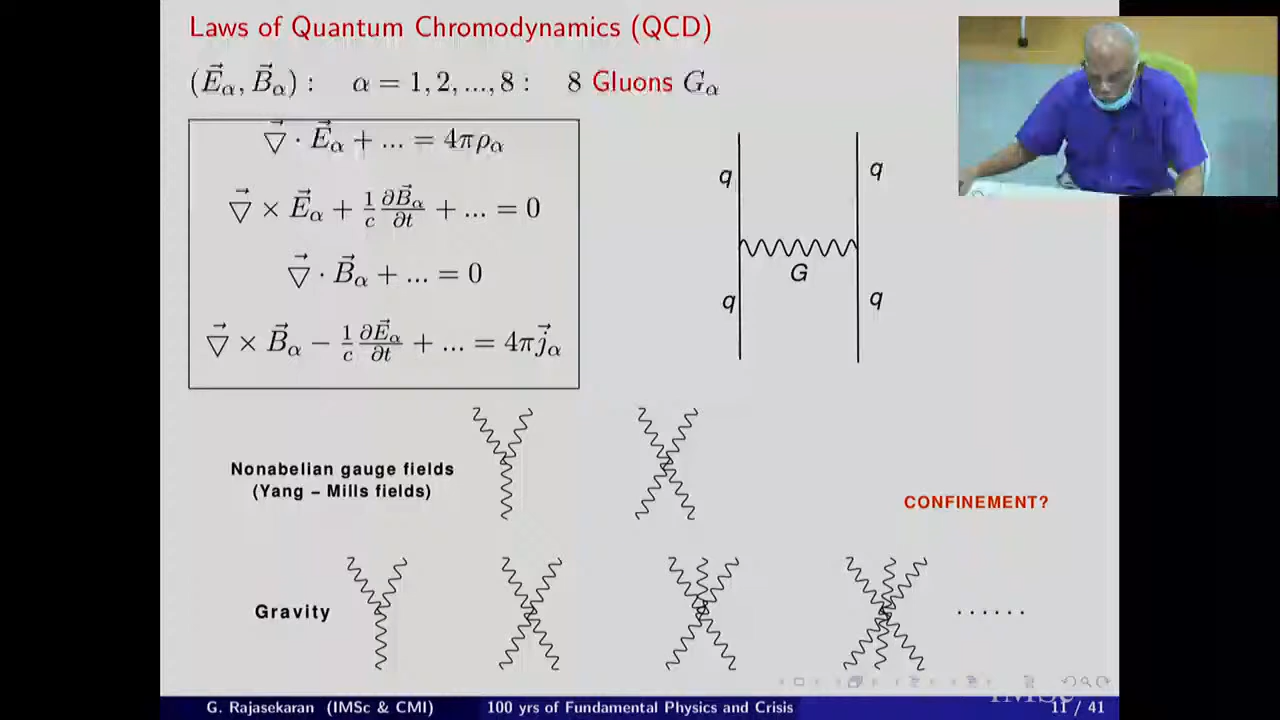 Laws of Quantum Chromodynamics (QCD)
(E⃗α, B⃗α) : α = 1, 2, ..., 8 : 8 Gluons Gα
▽⃗ · E⃗α + ... = 4πρα
▽⃗ × E⃗α + 1/c ∂B⃗α/∂t + ... = 0
▽⃗ · B⃗α + ... = 0
▽⃗ × B⃗α − 1/c ∂E⃗α/∂t + ... = 4πj⃗α
q q
G
q q
Nonabelian gauge fields
(Yang – Mills fields)
CONFINEMENT?
Gravity
. . . . . .
IMSc
G. Rajasekaran (IMSc & CMI) 100 yrs of Fundamental Physics and Crisis 11 / 41